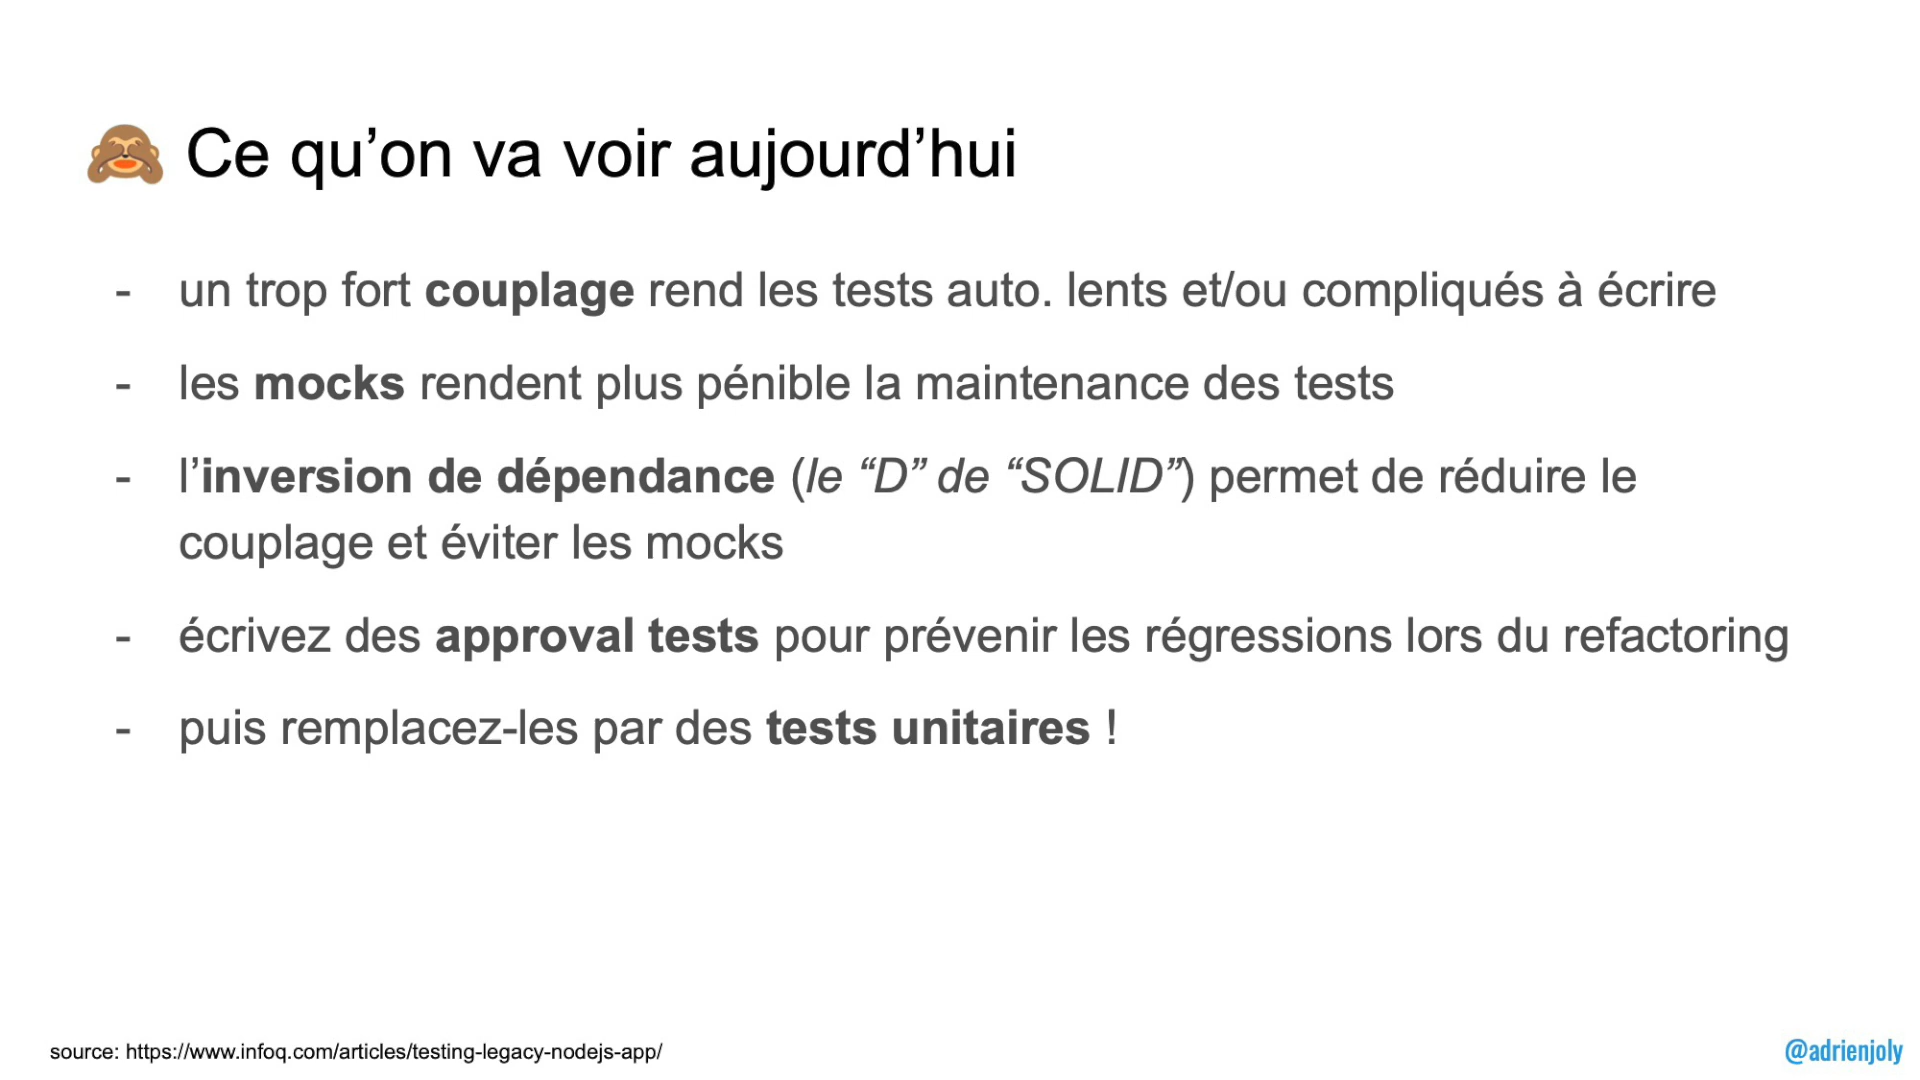 🙈 Ce qu’on va voir aujourd’hui
- un trop fort couplage rend les tests auto. lents et/ou compliqués à écrire
- les mocks rendent plus pénible la maintenance des tests
- l’inversion de dépendance (le “D” de “SOLID”) permet de réduire le
couplage et éviter les mocks
- écrivez des approval tests pour prévenir les régressions lors du refactoring
- puis remplacez-les par des tests unitaires !
source: https://www.infoq.com/articles/testing-legacy-nodejs-app/
@adrienjoly